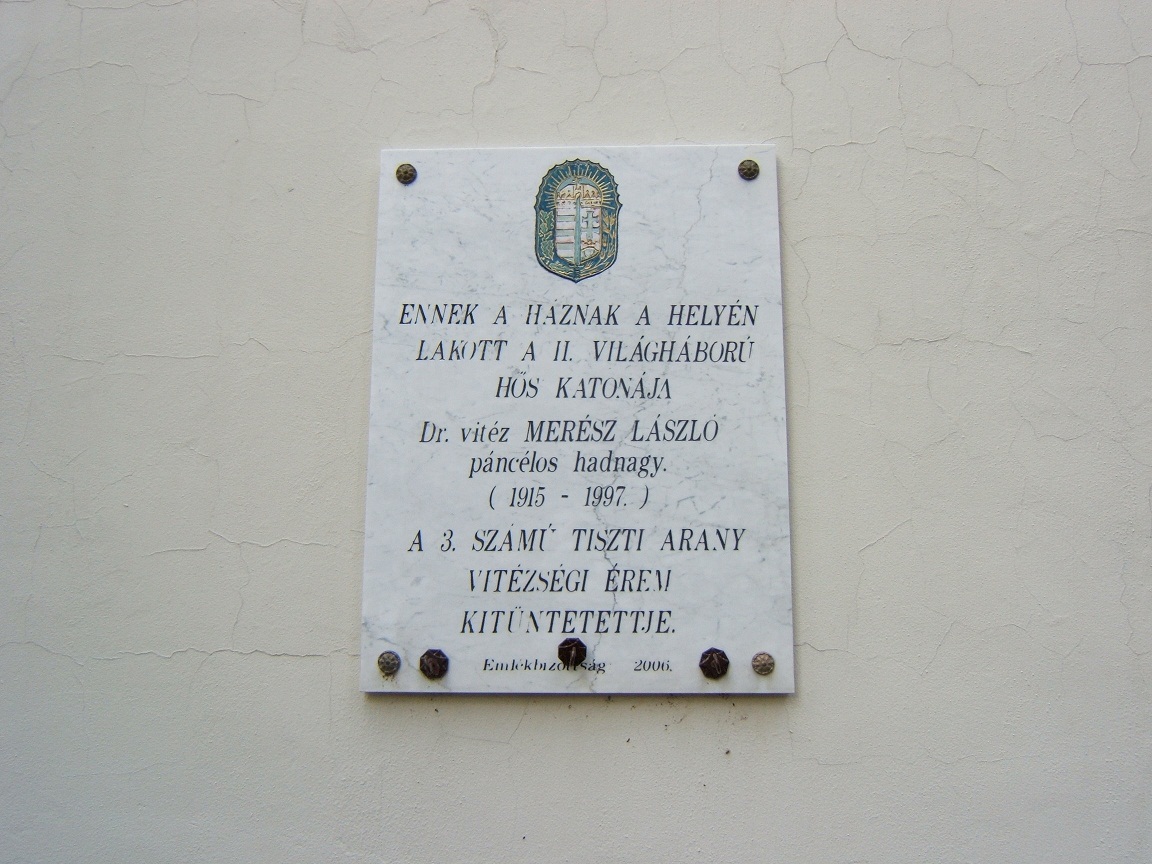 ENNEK A HÁZNAK A HELYÉN
LAKOTT A II. VILÁGHÁBORÚ
HŐS KATONÁJA
Dr. vitéz MERÉSZ LÁSZLÓ
páncélos hadnagy.
( 1915 - 1997. )
A 3. SZÁMÚ TISZTI ARANY
VITÉZSÉGI ÉREM
KITÜNTETETTJE.
Emlékbizottság 2006.